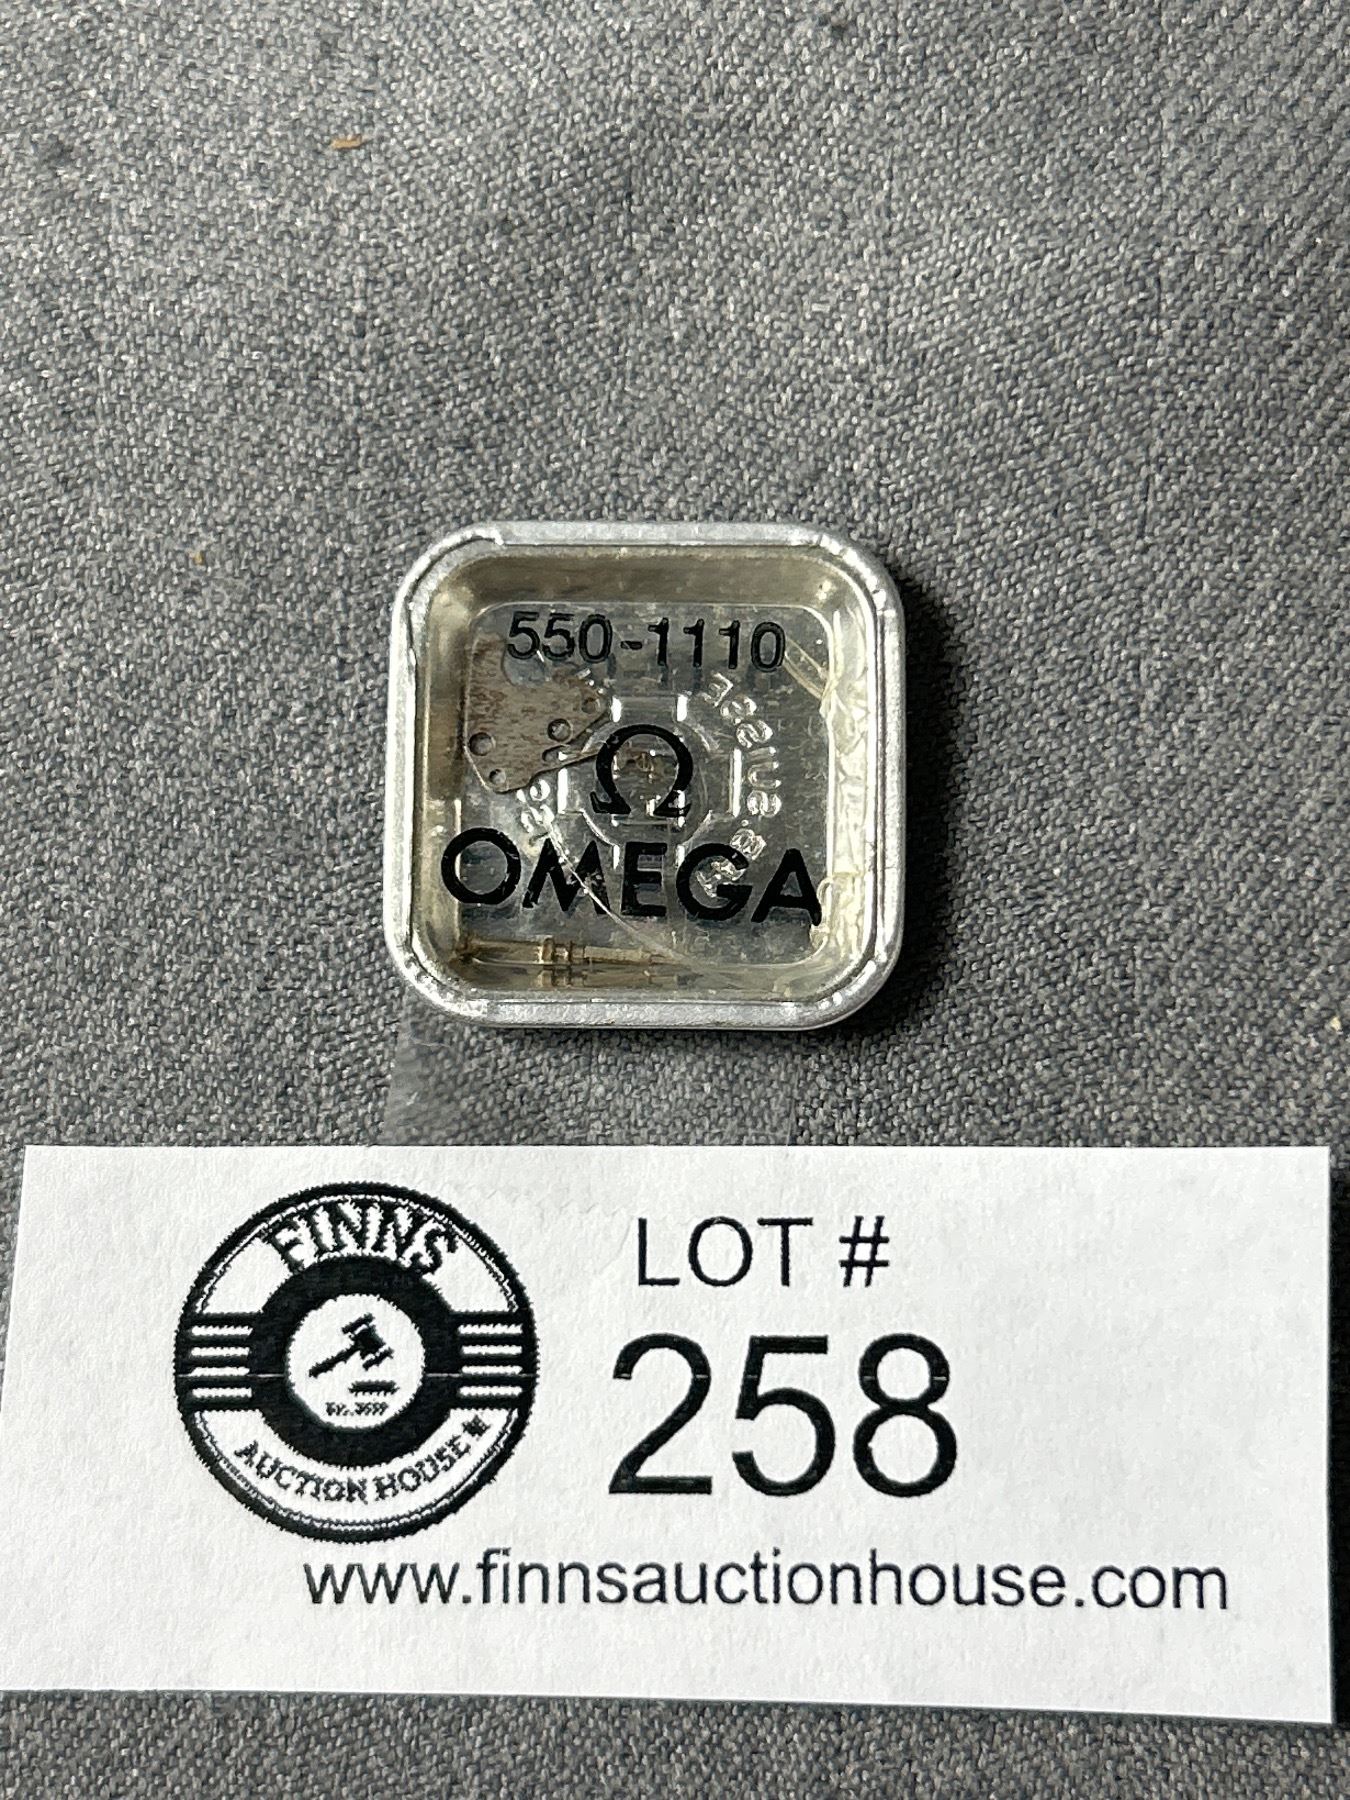 550-1110
Ω
OMEGA
FINNS
AUCTION HOUSE
LOT #
258
www.finnsauctionhouse.com